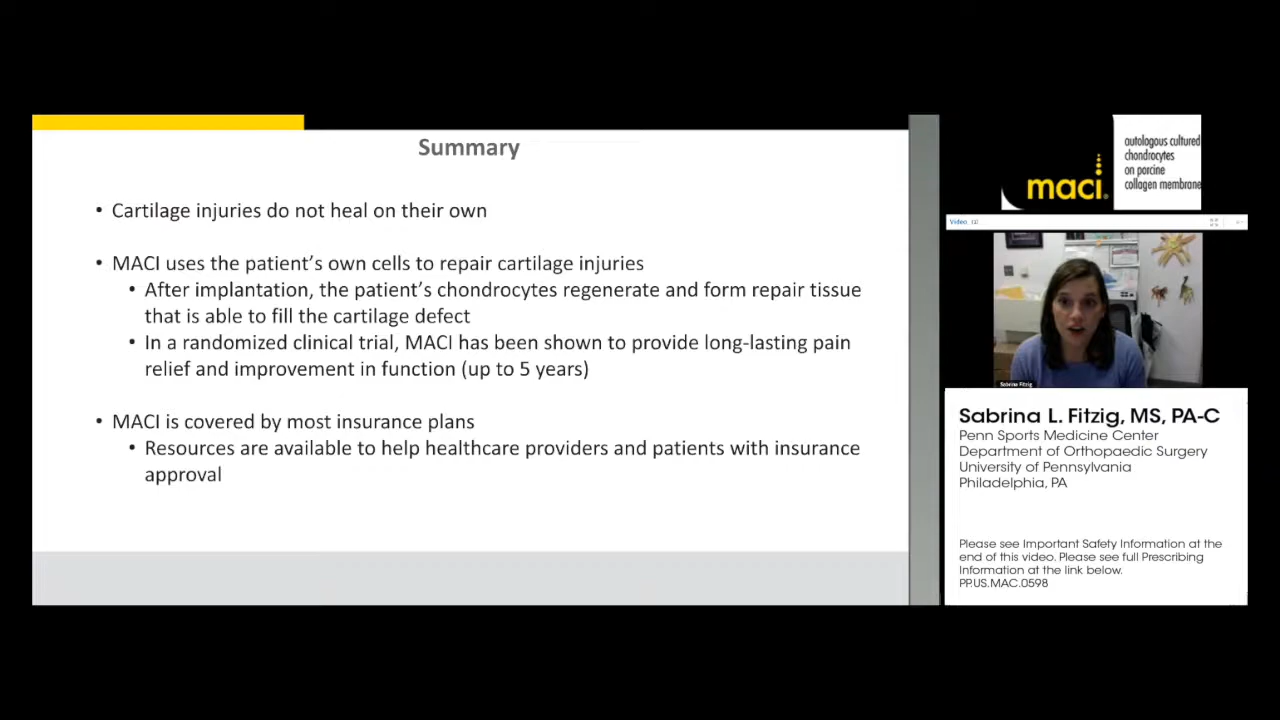 Summary
• Cartilage injuries do not heal on their own
• MACI uses the patient's own cells to repair cartilage injuries
• After implantation, the patient's chondrocytes regenerate and form repair tissue
that is able to fill the cartilage defect
• In a randomized clinical trial, MACI has been shown to provide long-lasting pain
relief and improvement in function (up to 5 years)
• MACI is covered by most insurance plans
• Resources are available to help healthcare providers and patients with insurance
approval
maci®
autologous cultured
chondrocytes
on porcine
collagen membrane
Video
Sabrina Fitzig
Sabrina L. Fitzig, MS, PA-C
Penn Sports Medicine Center
Department of Orthopaedic Surgery
University of Pennsylvania
Philadelphia, PA
Please see Important Safety Information at the
end of this video. Please see full Prescribing
Information at the link below.
PP.US.MAC.0598